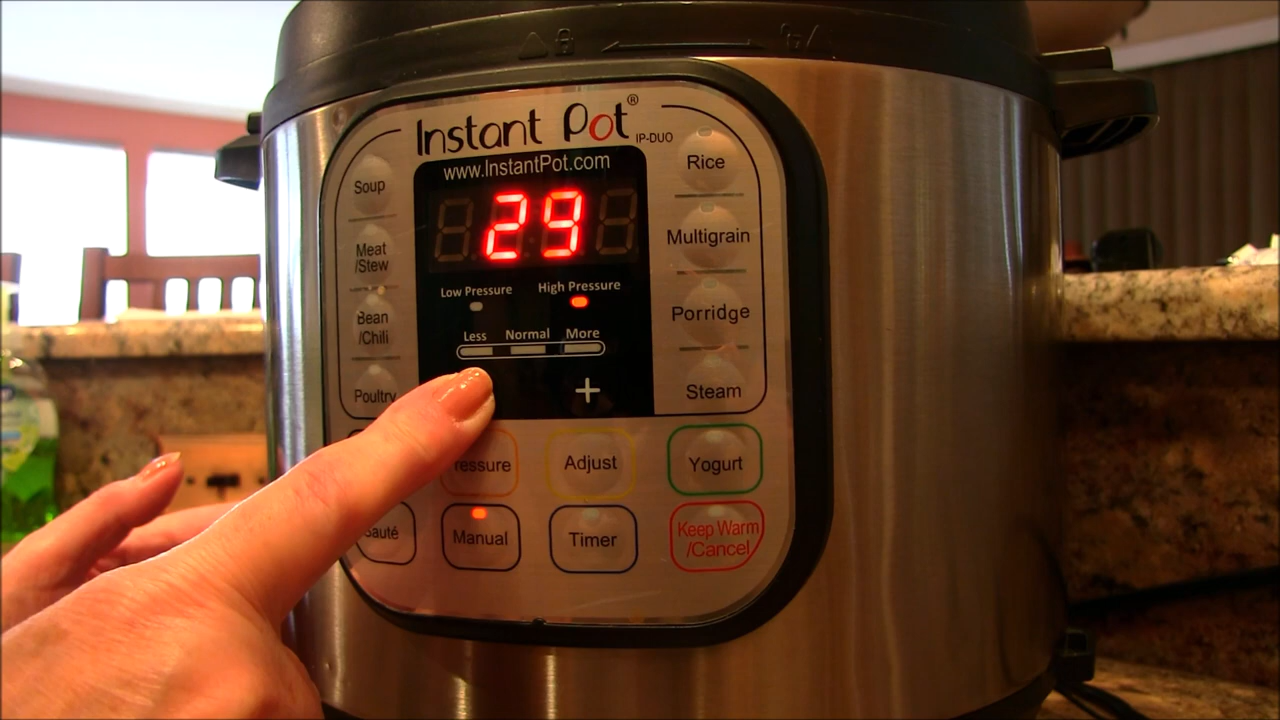 Instant Pot®
IP-DUO
www.InstantPot.com
29
Low Pressure
High Pressure
Less
Normal
More
+
Soup
Meat
/Stew
Bean
/Chili
Poultry
Rice
Multigrain
Porridge
Steam
ressure
Adjust
Yogurt
Sauté
Manual
Timer
Keep Warm
/Cancel